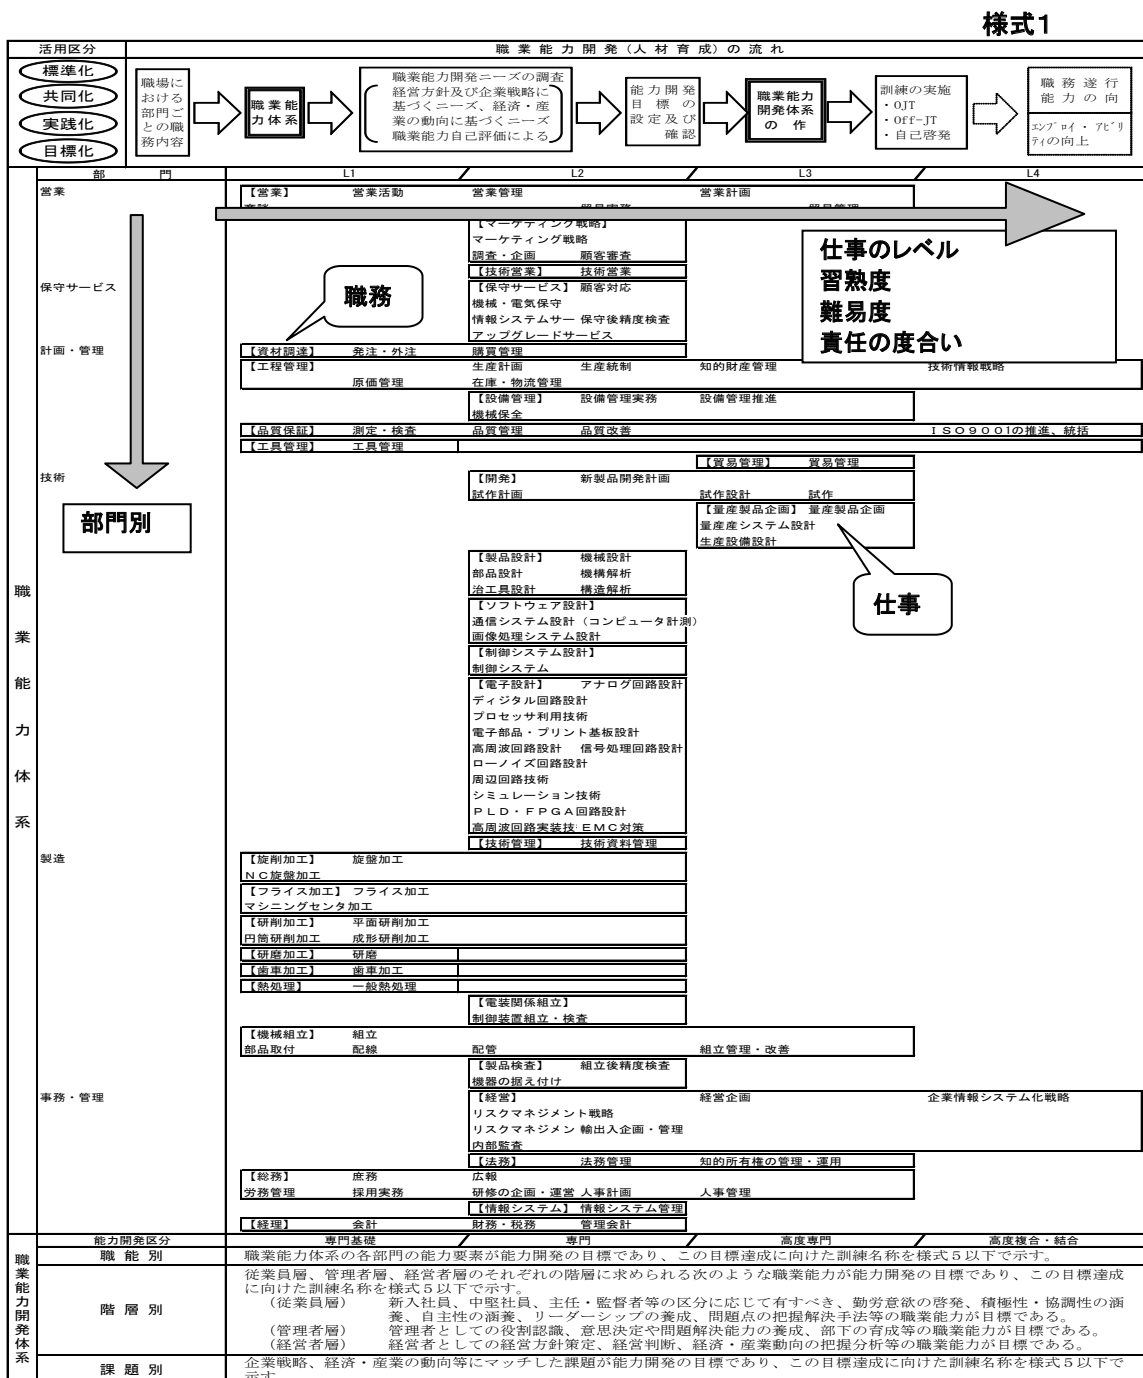 様式1
活用区分
職業能力開発(人材育成)の流れ
標準化
共同化
実践化
目標化
職場に
おける
部門ご
との職
務内容
職業能
力体系
職業能力開発ニーズの調査
経営方針及び企業戦略に
基づくニーズ、経済・産
業の動向に基づくニーズ
職業能力自己評価による
能力開発
目標の
設定及び
確認
職業能力
開発体系
の 作
訓練の実施
・OJT
・Off-JT
・自己啓発
職務遂行
能力の向
エンプロイ・アビリ
ティの向上
部 門 L1 L2 L3 L4
営業 【営業】 営業活動 営業管理 営業計画
【マーケティング戦略】
マーケティング戦略
調査・企画 顧客審査
【技術営業】 技術営業
保守サービス 【保守サービス】 顧客対応
機械・電気保守
情報システムサー 保守後精度検査
アップグレードサービス
職務
仕事のレベル
習熟度
難易度
責任の度合い
計画・管理 【資材調達】 発注・外注 購買管理
【工程管理】 生産計画 生産統制 知的財産管理 技術情報戦略
原価管理 在庫・物流管理
【設備管理】 設備管理実務 設備管理推進
機械保全
【品質保証】 測定・検査 品質管理 品質改善 ISO9001の推進、統括
【工具管理】 工具管理
【貿易管理】 貿易管理
技術 【開発】 新製品開発計画
試作計画 試作設計 試作
部門別
【量産製品企画】 量産製品企画
量産産システム設計
生産設備設計
仕事
【製品設計】 機械設計
部品設計 機構解析
治工具設計 構造解析
【ソフトウェア設計】
通信システム設計(コンピュータ計測)
画像処理システム設計
【制御システム設計】
制御システム
【電子設計】 アナログ回路設計
ディジタル回路設計
プロセッサ利用技術
電子部品・プリント基板設計
高周波回路設計 信号処理回路設計
ローノイズ回路設計
周辺回路技術
シミュレーション技術
PLD・FPGA回路設計
高周波回路実装技 EMC対策
【技術管理】 技術資料管理
職業能力体系
製造 【旋削加工】 旋盤加工
NC旋盤加工
【フライス加工】 フライス加工
マシニングセンタ加工
【研削加工】 平面研削加工
円筒研削加工 成形研削加工
【研磨加工】 研磨
【歯車加工】 歯車加工
【熱処理】 一般熱処理
【電装関係組立】
制御装置組立・検査
【機械組立】 組立
部品取付 配線 配管 組立管理・改善
【製品検査】 組立後精度検査
機器の据え付け
事務・管理 【経営】 経営企画 企業情報システム化戦略
リスクマネジメント戦略
リスクマネジメン 輸出入企画・管理
内部監査
【法務】 法務管理 知的所有権の管理・運用
【総務】 庶務 広報
労務管理 採用実務 研修の企画・運営 人事計画 人事管理
【情報システム】 情報システム管理
【経理】 会計 財務・税務 管理会計
能力開発区分 専門基礎 専門 高度専門 高度複合・結合
職業能力開発体系
職能別 職業能力体系の各部門の能力要素が能力開発の目標であり、この目標達成に向けた訓練名称を様式5以下で示す。
従業員層、管理者層、経営者層のそれぞれの階層に求められる次のような職業能力が能力開発の目標であり、この目標達成
に向けた訓練名称を様式5以下で示す。
階層別 (従業員層) 新入社員、中堅社員、主任・監督者等の区分に応じて有すべき、勤労意欲の啓発、積極性・協調性の涵
養、自主性の涵養、リーダーシップの養成、問題点の把握解決手法等の職業能力が目標である。
(管理者層) 管理者としての役割認識、意思決定や問題解決能力の養成、部下の育成等の職業能力が目標である。
(経営者層) 経営者としての経営方針策定、経営判断、経済・産業動向の把握分析等の職業能力が目標である。
課題別 企業戦略、経済・産業の動向等にマッチした課題が能力開発の目標であり、この目標達成に向けた訓練名称を様式5以下で
示す